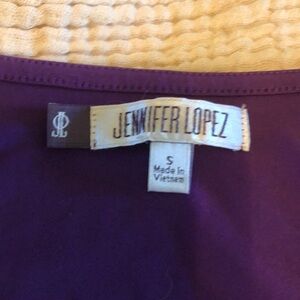 JL
JENNIFER LOPEZ
S
Made in
Vietnam